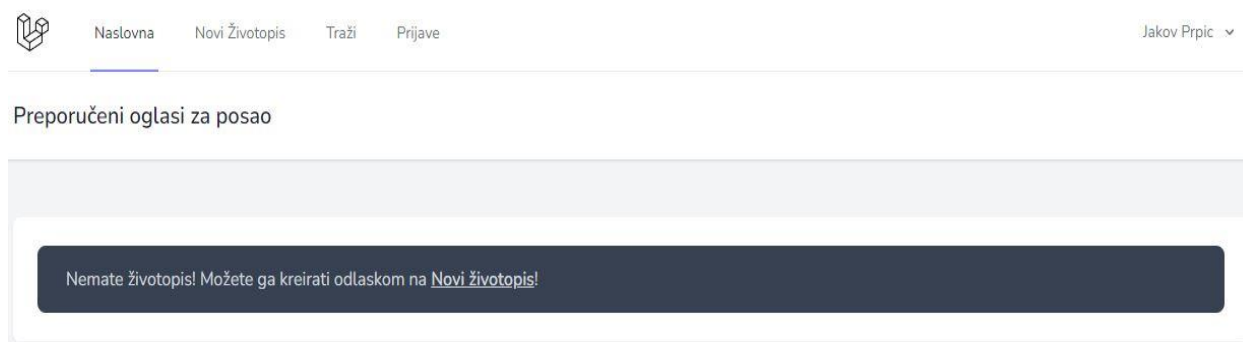 Naslovna Novi Životopis Traži Prijave Jakov Prpic
Preporučeni oglasi za posao
Nemate životopis! Možete ga kreirati odlaskom na Novi životopis!